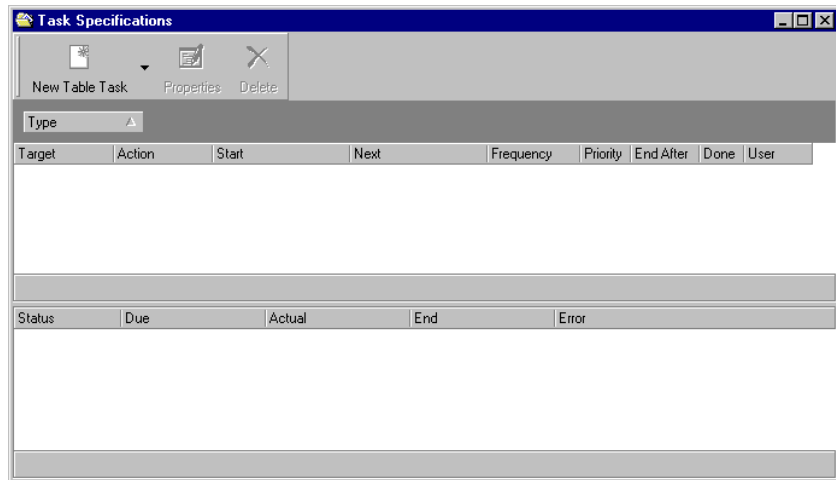 Task Specifications
New Table Task Properties Delete
Type
Target Action Start Next Frequency Priority End After Done User
Status Due Actual End Error